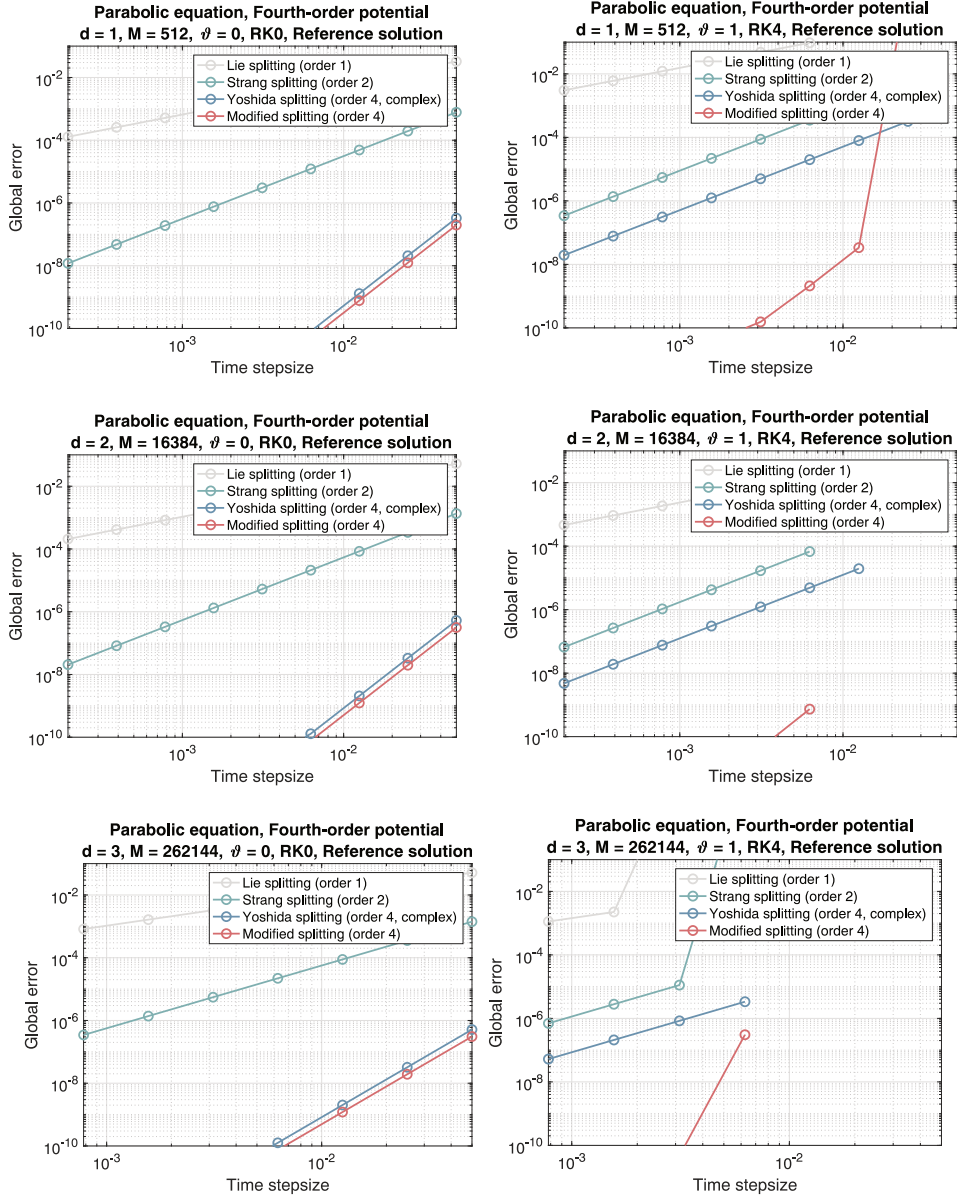 Parabolic equation, Fourth-order potential
d = 1, M = 512, ϑ = 0, RK0, Reference solution
Lie splitting (order 1)
Strang splitting (order 2)
Yoshida splitting (order 4, complex)
Modified splitting (order 4)
Global error
10^-2
10^-4
10^-6
10^-8
10^-10
10^-3
10^-2
Time stepsize
Parabolic equation, Fourth-order potential
d = 1, M = 512, ϑ = 1, RK4, Reference solution
Lie splitting (order 1)
Strang splitting (order 2)
Yoshida splitting (order 4, complex)
Modified splitting (order 4)
Global error
10^-2
10^-4
10^-6
10^-8
10^-10
10^-3
10^-2
Time stepsize
Parabolic equation, Fourth-order potential
d = 2, M = 16384, ϑ = 0, RK0, Reference solution
Lie splitting (order 1)
Strang splitting (order 2)
Yoshida splitting (order 4, complex)
Modified splitting (order 4)
Global error
10^-2
10^-4
10^-6
10^-8
10^-10
10^-3
10^-2
Time stepsize
Parabolic equation, Fourth-order potential
d = 2, M = 16384, ϑ = 1, RK4, Reference solution
Lie splitting (order 1)
Strang splitting (order 2)
Yoshida splitting (order 4, complex)
Modified splitting (order 4)
Global error
10^-2
10^-4
10^-6
10^-8
10^-10
10^-3
10^-2
Time stepsize
Parabolic equation, Fourth-order potential
d = 3, M = 262144, ϑ = 0, RK0, Reference solution
Lie splitting (order 1)
Strang splitting (order 2)
Yoshida splitting (order 4, complex)
Modified splitting (order 4)
Global error
10^-2
10^-4
10^-6
10^-8
10^-10
10^-3
10^-2
Time stepsize
Parabolic equation, Fourth-order potential
d = 3, M = 262144, ϑ = 1, RK4, Reference solution
Lie splitting (order 1)
Strang splitting (order 2)
Yoshida splitting (order 4, complex)
Modified splitting (order 4)
Global error
10^-2
10^-4
10^-6
10^-8
10^-10
10^-3
10^-2
Time stepsize